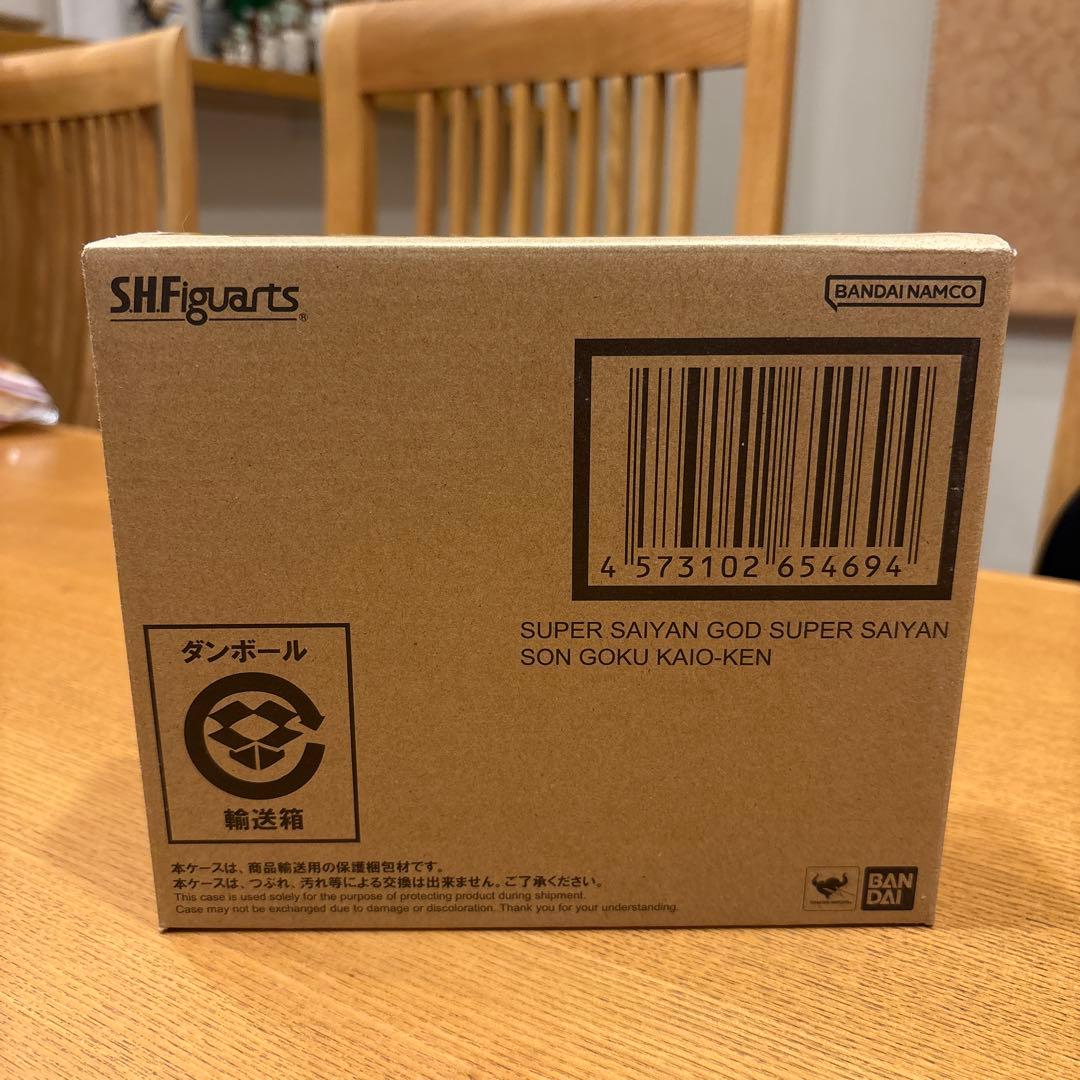 S.H.Figuarts®
BANDAI NAMCO
4 573102 654694
SUPER SAIYAN GOD SUPER SAIYAN
SON GOKU KAIO-KEN
ダンボール
輸送箱
本ケースは、商品輸送用の保護梱包材です。
本ケースは、つぶれ、汚れ等による交換は出来ません。ご了承ください。
This case is used solely for the purpose of protecting product during shipment.
Case may not be exchanged due to damage or discoloration. Thank you for your understanding.
BAN
DAI